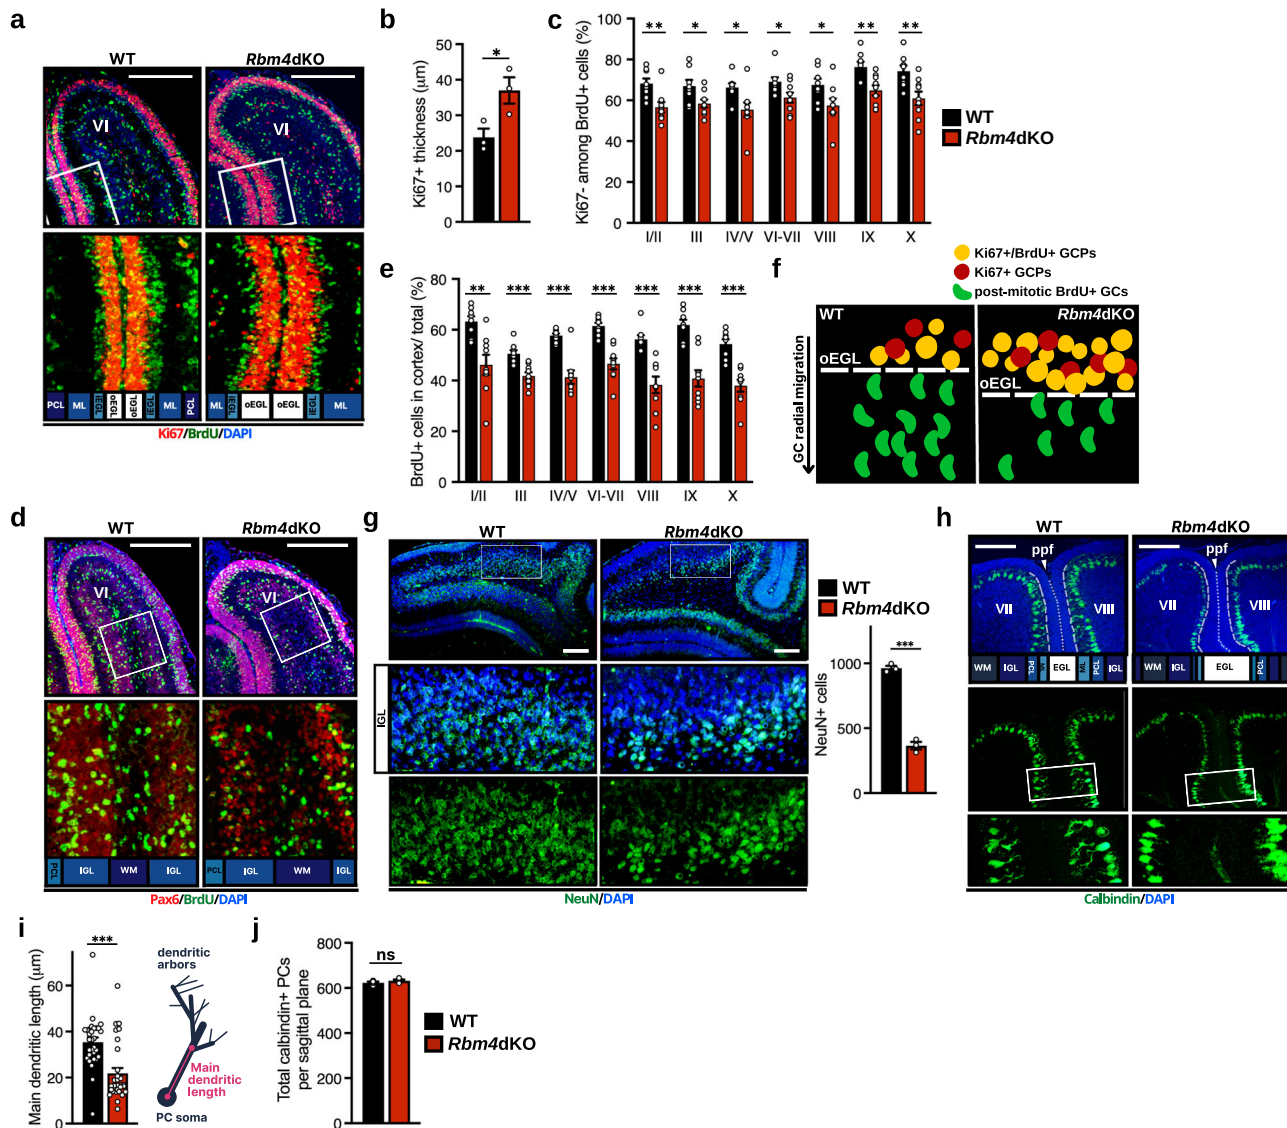 a
WT
Rbm4dKO
VI
VI
PCL ML iEGL oEGL oEGL iEGL ML PCL
ML iEGL oEGL oEGL iEGL ML
Ki67/BrdU/DAPI
b
Ki67+ thickness (μm)
50
40
30
20
10
0
*
c
Ki67- among BrdU+ cells (%)
100
80
60
40
20
0
** * * * * ** **
I/II III IV/V VI-VII VIII IX X
WT
Rbm4dKO
e
BrdU+ cells in cortex/ total (%)
80
60
40
20
0
** *** *** *** *** *** ***
I/II III IV/V VI-VII VIII IX X
f
Ki67+/BrdU+ GCPs
Ki67+ GCPs
post-mitotic BrdU+ GCs
WT
Rbm4dKO
oEGL
oEGL
GC radial migration
d
WT
Rbm4dKO
VI
VI
PCL IGL WM IGL
PCL IGL WM IGL
Pax6/BrdU/DAPI
g
WT
Rbm4dKO
IGL
NeuN/DAPI
WT
Rbm4dKO
***
NeuN+ cells
1000
500
0
h
WT
Rbm4dKO
ppf
ppf
VII
VIII
VII
VIII
WM IGL PCL ML EGL ML PCL IGL
WM IGL EGL PCL
Calbindin/DAPI
i
Main dendritic length (μm)
60
40
20
0
***
dendritic
arbors
Main
dendritic
length
PC soma
j
Total calbindin+ PCs
per sagittal plane
800
600
400
200
0
ns
WT
Rbm4dKO